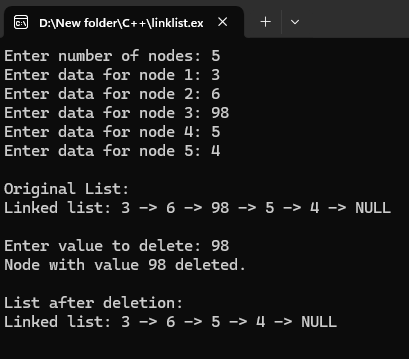 D:\New folder\C++\linklist.ex
Enter number of nodes: 5
Enter data for node 1: 3
Enter data for node 2: 6
Enter data for node 3: 98
Enter data for node 4: 5
Enter data for node 5: 4
Original List:
Linked list: 3 -> 6 -> 98 -> 5 -> 4 -> NULL
Enter value to delete: 98
Node with value 98 deleted.
List after deletion:
Linked list: 3 -> 6 -> 5 -> 4 -> NULL